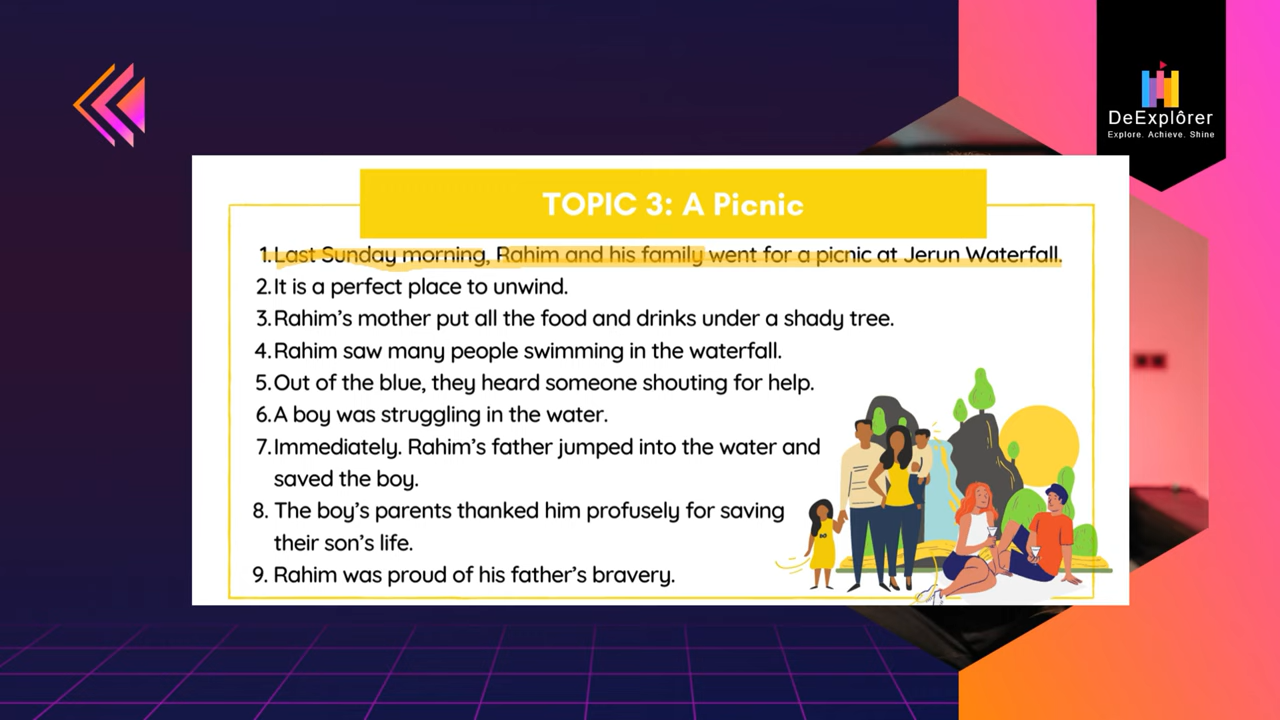 DeExplôrer
Explore. Achieve. Shine
TOPIC 3: A Picnic
1. Last Sunday morning, Rahim and his family went for a picnic at Jerun Waterfall.
2. It is a perfect place to unwind.
3. Rahim’s mother put all the food and drinks under a shady tree.
4. Rahim saw many people swimming in the waterfall.
5. Out of the blue, they heard someone shouting for help.
6. A boy was struggling in the water.
7. Immediately. Rahim’s father jumped into the water and
saved the boy.
8. The boy’s parents thanked him profusely for saving
their son’s life.
9. Rahim was proud of his father’s bravery.